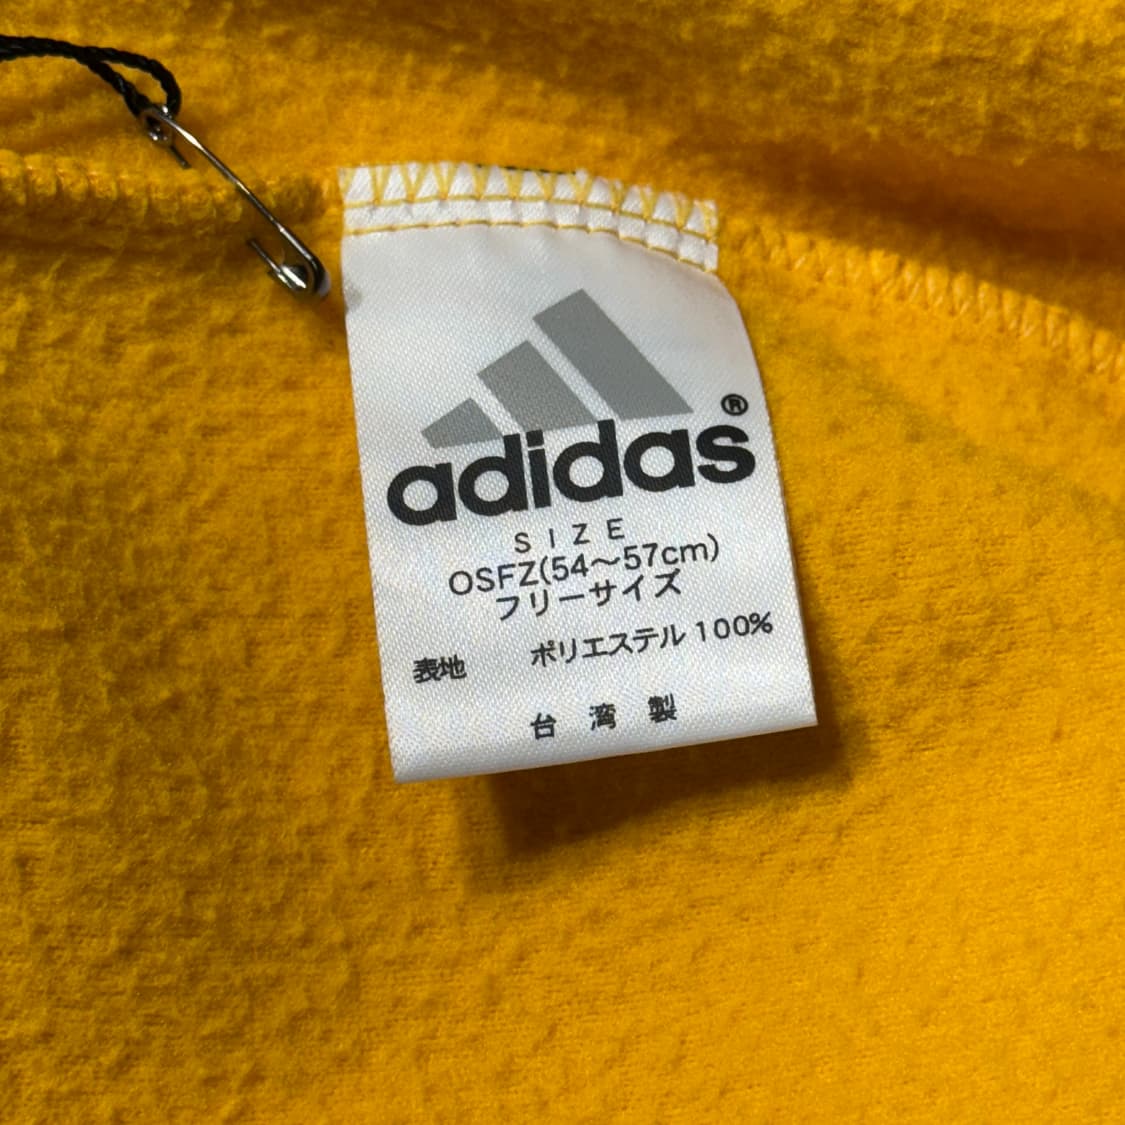 adidas®
SIZE
OSFZ(54～57cm)
フリーサイズ
表地 ポリエステル 100%
台湾製